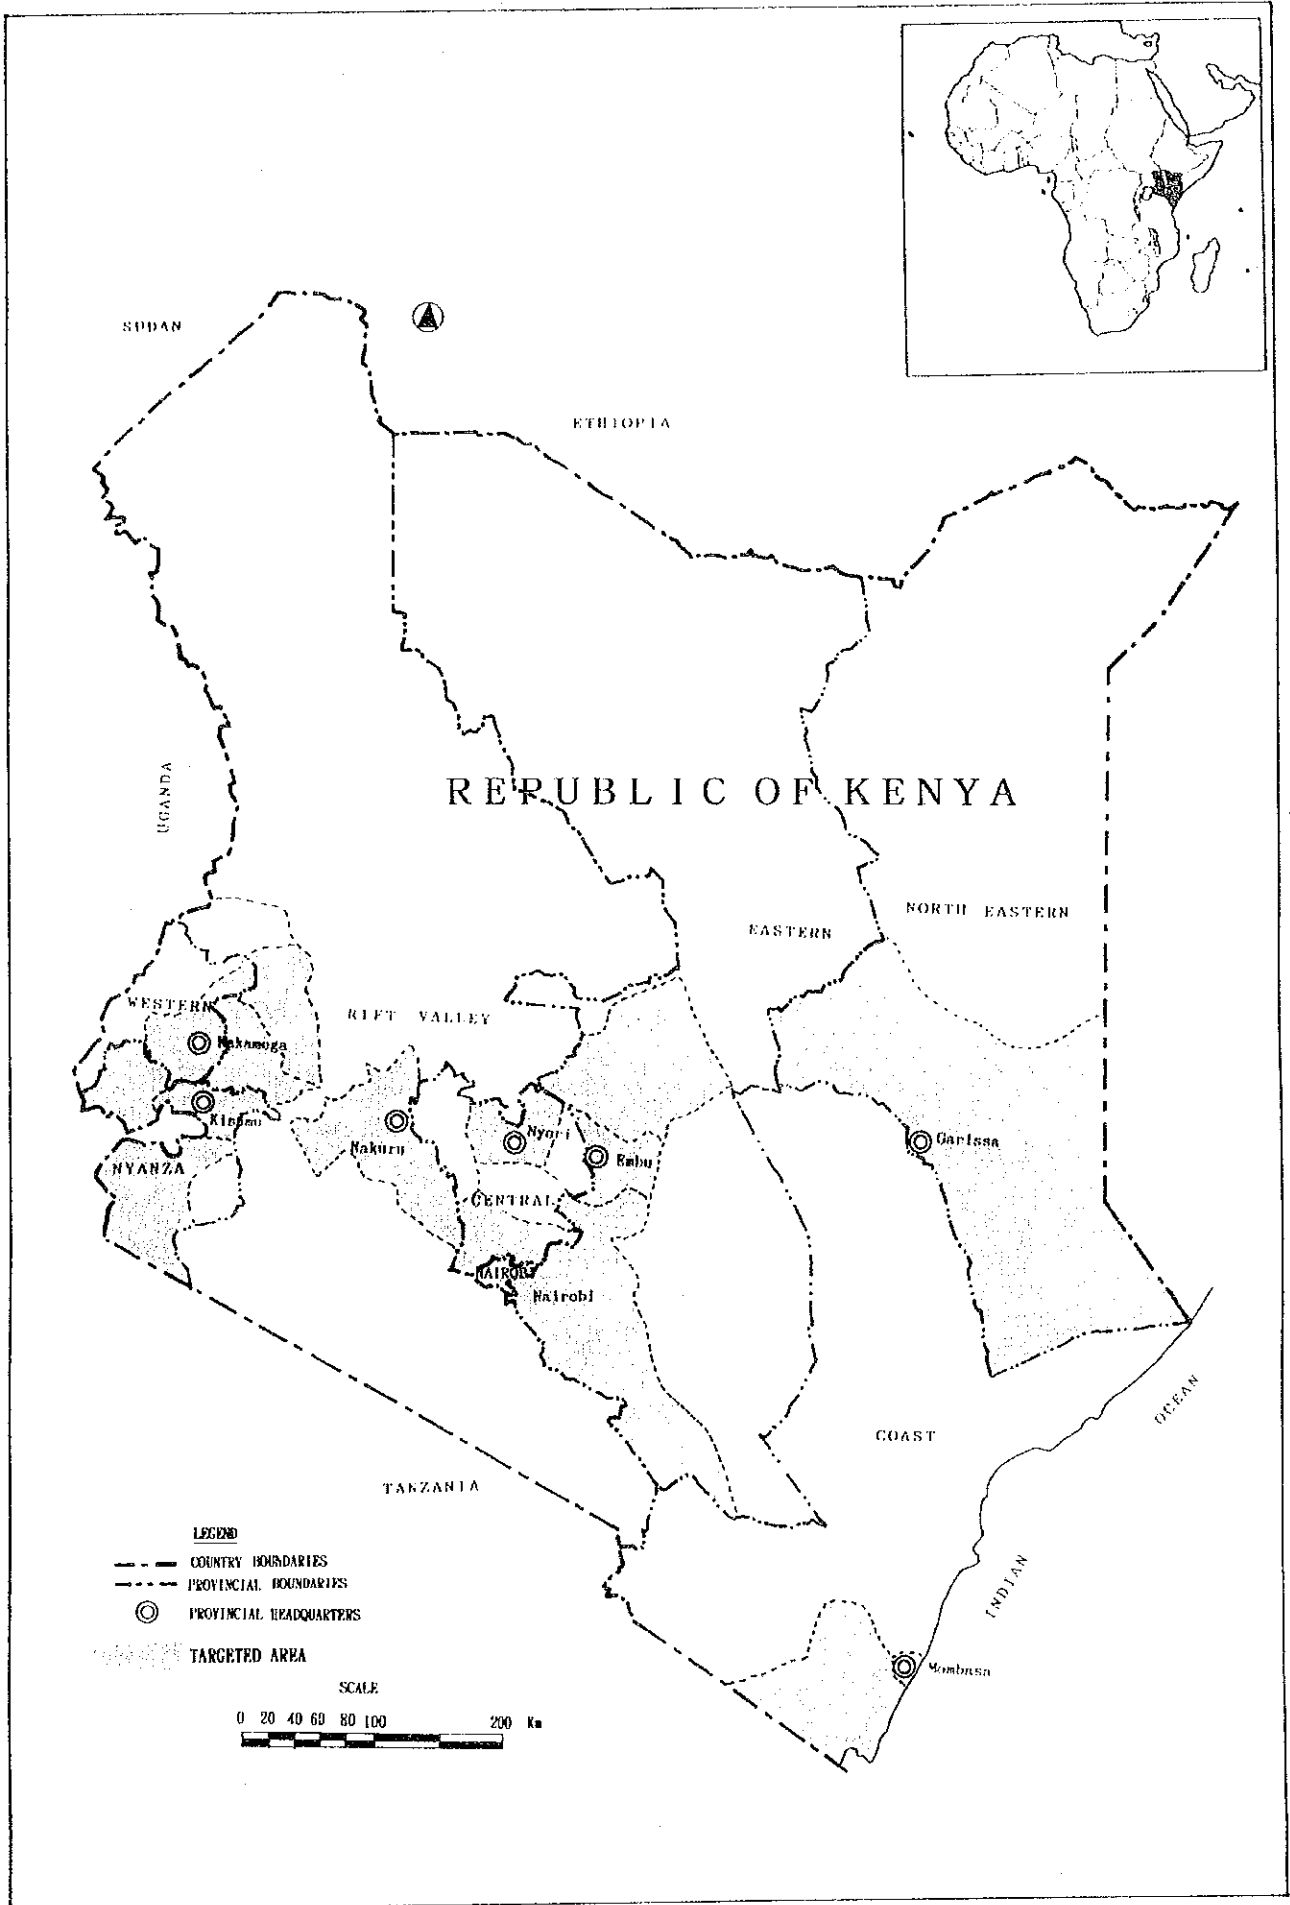 SUDAN
ETHIOPIA
UGANDA
REPUBLIC OF KENYA
NORTH EASTERN
EASTERN
WESTERN
RIFT VALLEY
Kakamega
Kisumu
Nakuru
Nyeri
Embu
Garissa
NYANZA
CENTRAL
NAIROBI
Nairobi
OCEAN
COAST
TANZANIA
INDIAN
LEGEND
COUNTRY BOUNDARIES
PROVINCIAL BOUNDARIES
PROVINCIAL HEADQUARTERS
TARGETED AREA
Mombasa
SCALE
0 20 40 60 80 100 200 Km